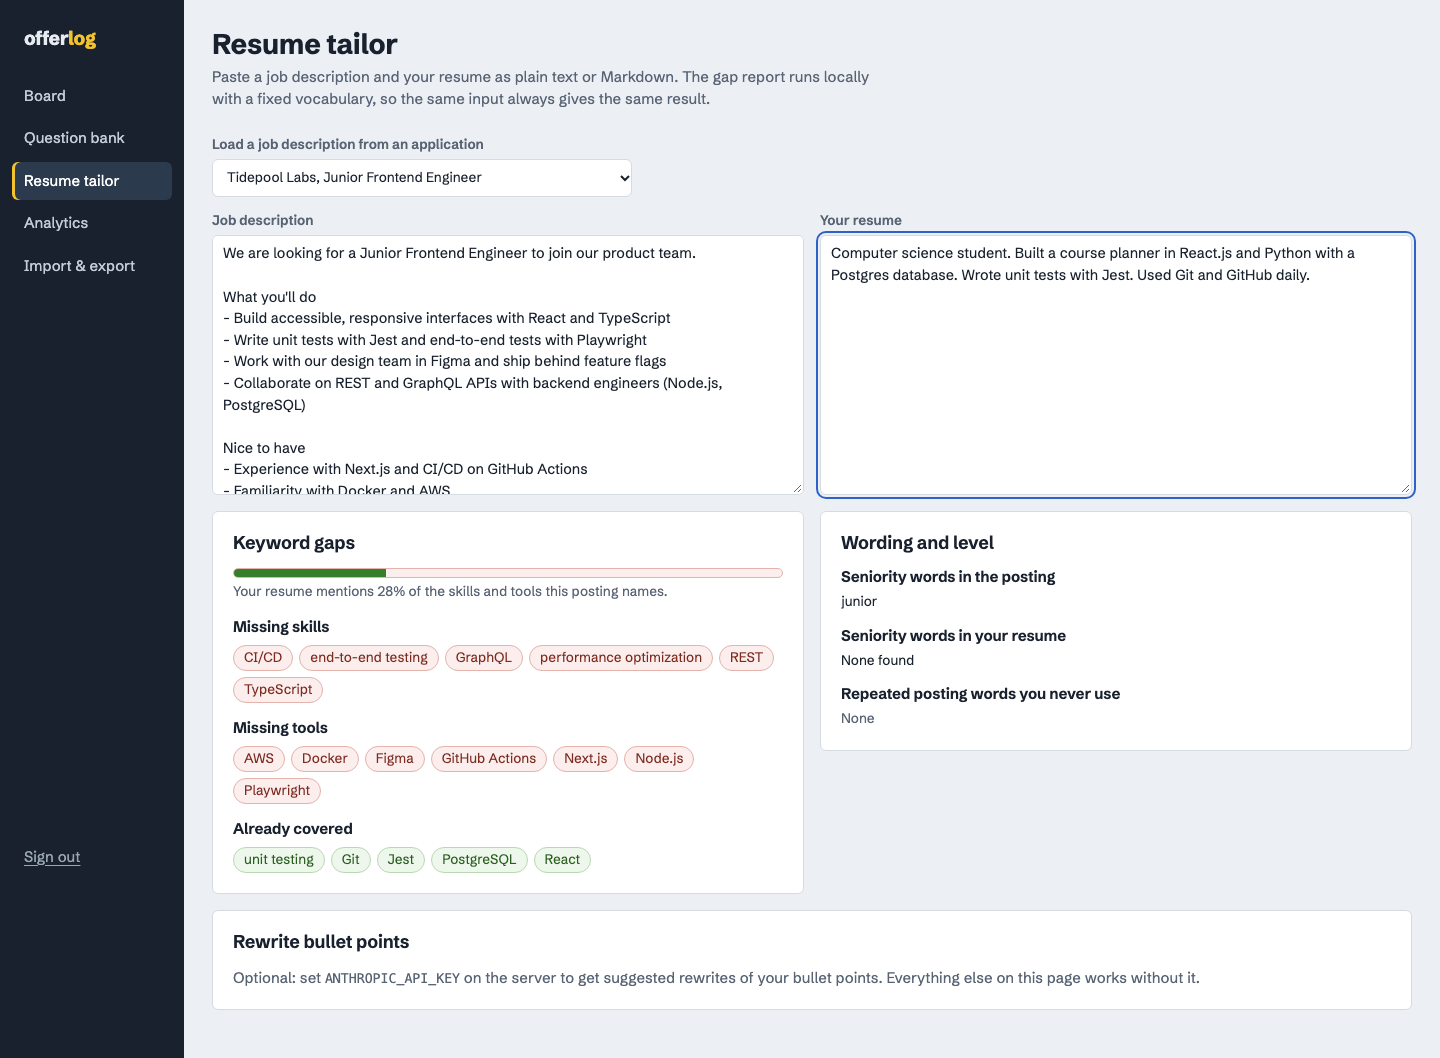 offerlog
Board
Question bank
Resume tailor
Analytics
Import & export
Sign out
Resume tailor
Paste a job description and your resume as plain text or Markdown. The gap report runs locally
with a fixed vocabulary, so the same input always gives the same result.
Load a job description from an application
Tidepool Labs, Junior Frontend Engineer
Job description
We are looking for a Junior Frontend Engineer to join our product team.
What you'll do
- Build accessible, responsive interfaces with React and TypeScript
- Write unit tests with Jest and end-to-end tests with Playwright
- Work with our design team in Figma and ship behind feature flags
- Collaborate on REST and GraphQL APIs with backend engineers (Node.js,
PostgreSQL)
Nice to have
- Experience with Next.js and CI/CD on GitHub Actions
- Familiarity with Docker and AWS
Your resume
Computer science student. Built a course planner in React.js and Python with a
Postgres database. Wrote unit tests with Jest. Used Git and GitHub daily.
Keyword gaps
Your resume mentions 28% of the skills and tools this posting names.
Missing skills
CI/CD end-to-end testing GraphQL performance optimization REST
TypeScript
Missing tools
AWS Docker Figma GitHub Actions Next.js Node.js
Playwright
Already covered
unit testing Git Jest PostgreSQL React
Wording and level
Seniority words in the posting
junior
Seniority words in your resume
None found
Repeated posting words you never use
None
Rewrite bullet points
Optional: set ANTHROPIC_API_KEY on the server to get suggested rewrites of your bullet points. Everything else on this page works without it.